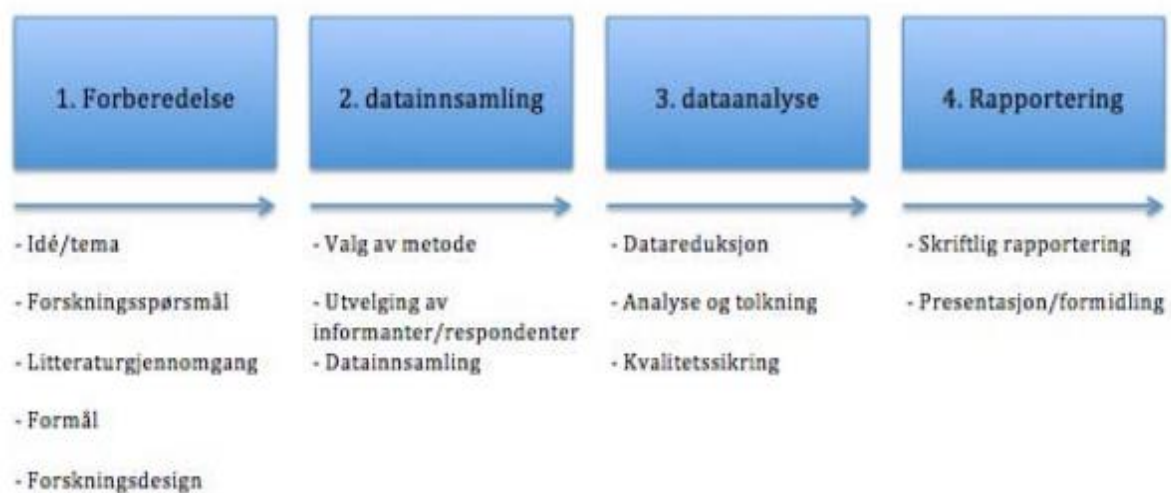 1. Forberedelse
- Idé/tema
- Forskningsspørsmål
- Litteraturgjennomgang
- Formål
- Forskningsdesign
2. datainnsamling
- Valg av metode
- Utvelging av
informanter/respondenter
- Datainnsamling
3. dataanalyse
- Datareduksjon
- Analyse og tolkning
- Kvalitetssikring
4. Rapportering
- Skriftlig rapportering
- Presentasjon/formidling